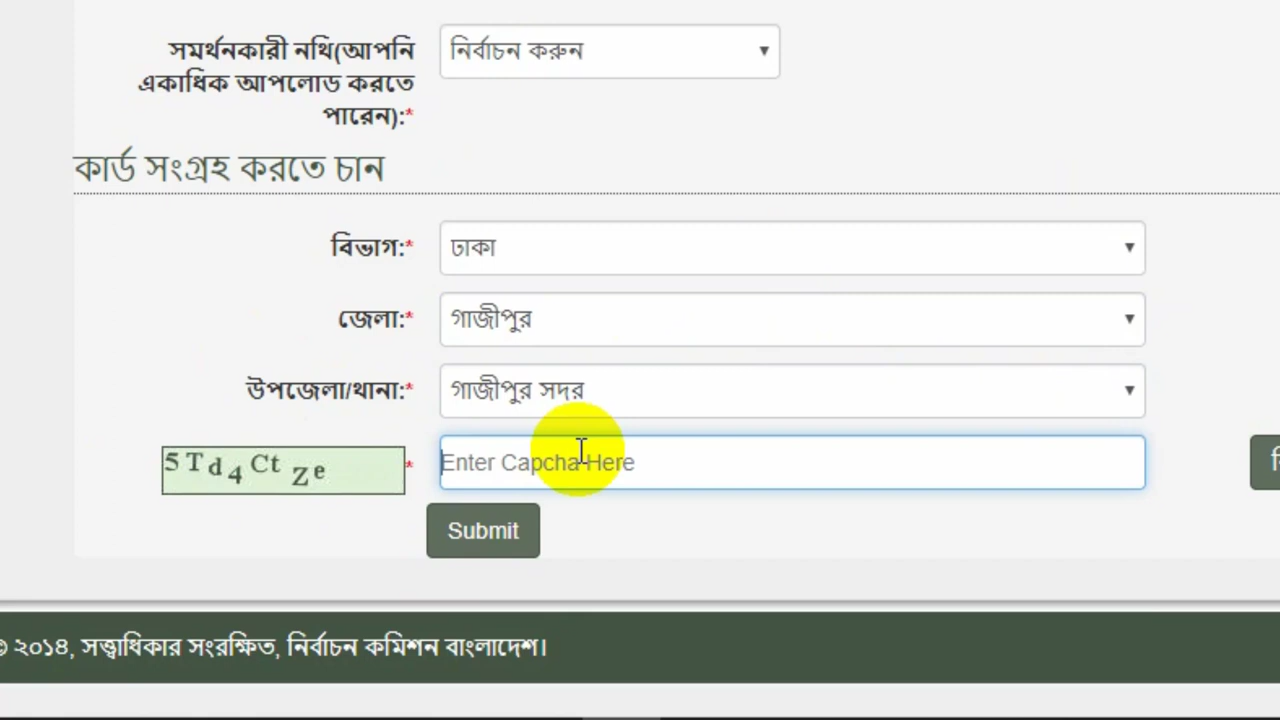 সমর্থনকারী নথি(আপনি
একাধিক আপলোড করতে
পারেন):*
নির্বাচন করুন
কার্ড সংগ্রহ করতে চান
বিভাগ:* ঢাকা
জেলা:* গাজীপুর
উপজেলা/থানা:* গাজীপুর সদর
5Td4CtZe * Enter Capcha Here
Submit
© ২০১৪, সত্ত্বাধিকার সংরক্ষিত, নির্বাচন কমিশন বাংলাদেশ।